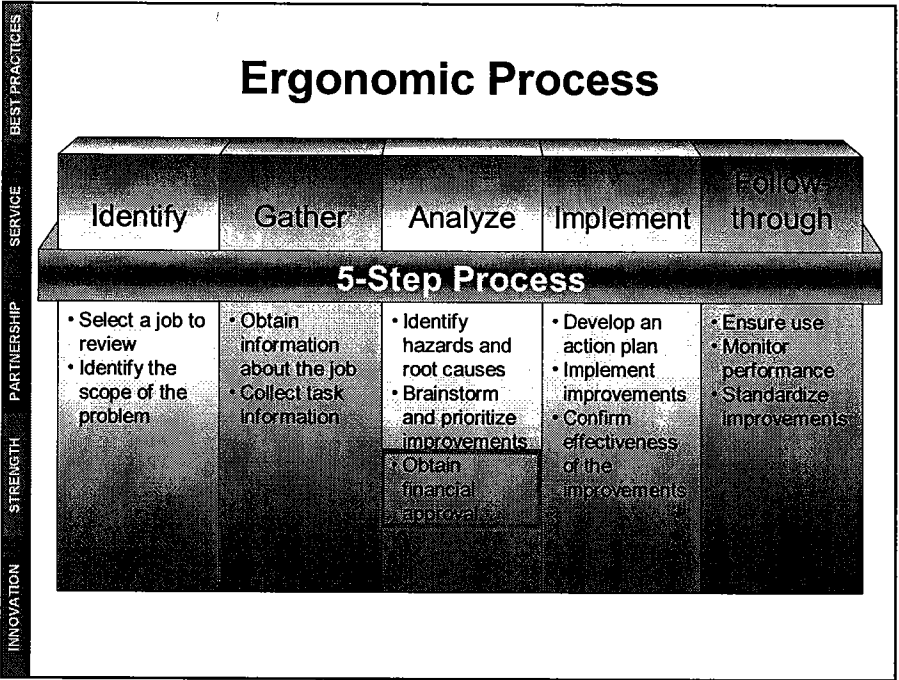 Ergonomic Process
Identify
Gather
Analyze
Implement
Follow-
through
5-Step Process
• Select a job to
review
• Identify the
scope of the
problem
• Obtain
information
about the job
• Collect task
information
• Identify
hazards and
root causes
• Brainstorm
and prioritize
improvements
• Obtain
financial
approval
• Develop an
action plan
• Implement
improvements
• Confirm
effectiveness
of the
improvements
• Ensure use
• Monitor
performance
• Standardize
improvements
INNOVATION STRENGTH PARTNERSHIP SERVICE BEST PRACTICES